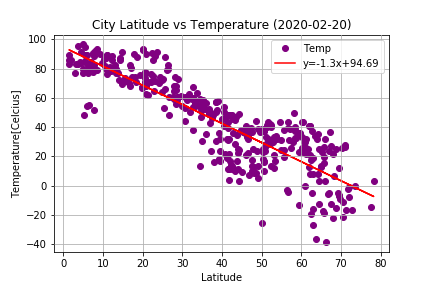 City Latitude vs Temperature (2020-02-20)
100
80
60
40
20
0
−20
−40
Temperature[Celcius]
Temp
y=-1.3x+94.69
0 10 20 30 40 50 60 70 80
Latitude